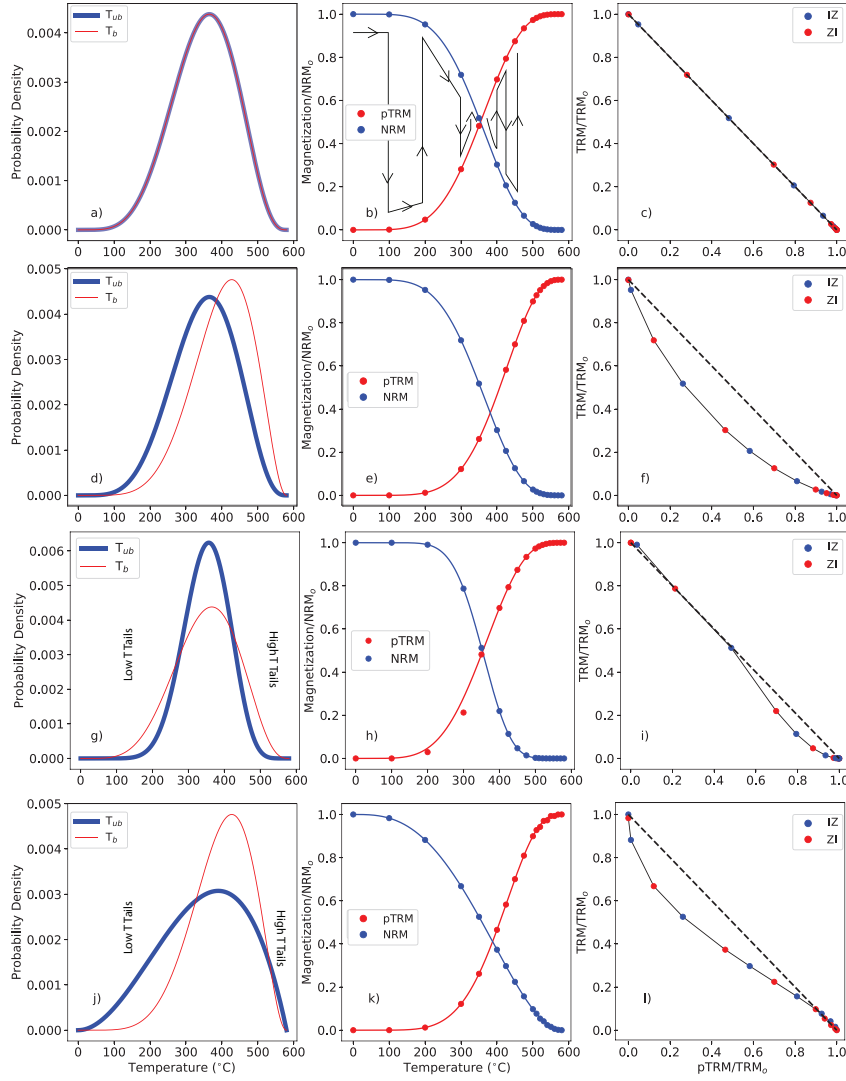 T_ub
T_b
Probability Density
0.004
0.003
0.002
0.001
0.000
0 100 200 300 400 500 600
a)
Magnetization/NRM_o
1.0
0.8
0.6
0.4
0.2
0.0
0 100 200 300 400 500 600
pTRM
NRM
b)
TRM/TRM_o
1.0
0.8
0.6
0.4
0.2
0.0
0.0 0.2 0.4 0.6 0.8 1.0
IZ
ZI
c)
T_ub
T_b
Probability Density
0.005
0.004
0.003
0.002
0.001
0.000
0 100 200 300 400 500 600
d)
Magnetization/NRM_o
1.0
0.8
0.6
0.4
0.2
0.0
0 100 200 300 400 500 600
pTRM
NRM
e)
TRM/TRM_o
1.0
0.8
0.6
0.4
0.2
0.0
0.0 0.2 0.4 0.6 0.8 1.0
IZ
ZI
f)
T_ub
T_b
Probability Density
0.006
0.005
0.004
0.003
0.002
0.001
0.000
0 100 200 300 400 500 600
Low T Tails
High T Tails
g)
Magnetization/NRM_o
1.0
0.8
0.6
0.4
0.2
0.0
0 100 200 300 400 500 600
pTRM
NRM
h)
TRM/TRM_o
1.0
0.8
0.6
0.4
0.2
0.0
0.0 0.2 0.4 0.6 0.8 1.0
IZ
ZI
i)
T_ub
T_b
Probability Density
0.005
0.004
0.003
0.002
0.001
0.000
0 100 200 300 400 500 600
Temperature (°C)
Low T Tails
High T Tails
j)
Magnetization/NRM_o
1.0
0.8
0.6
0.4
0.2
0.0
0 100 200 300 400 500 600
Temperature (°C)
pTRM
NRM
k)
TRM/TRM_o
1.0
0.8
0.6
0.4
0.2
0.0
0.0 0.2 0.4 0.6 0.8 1.0
pTRM/TRM_o
IZ
ZI
l)